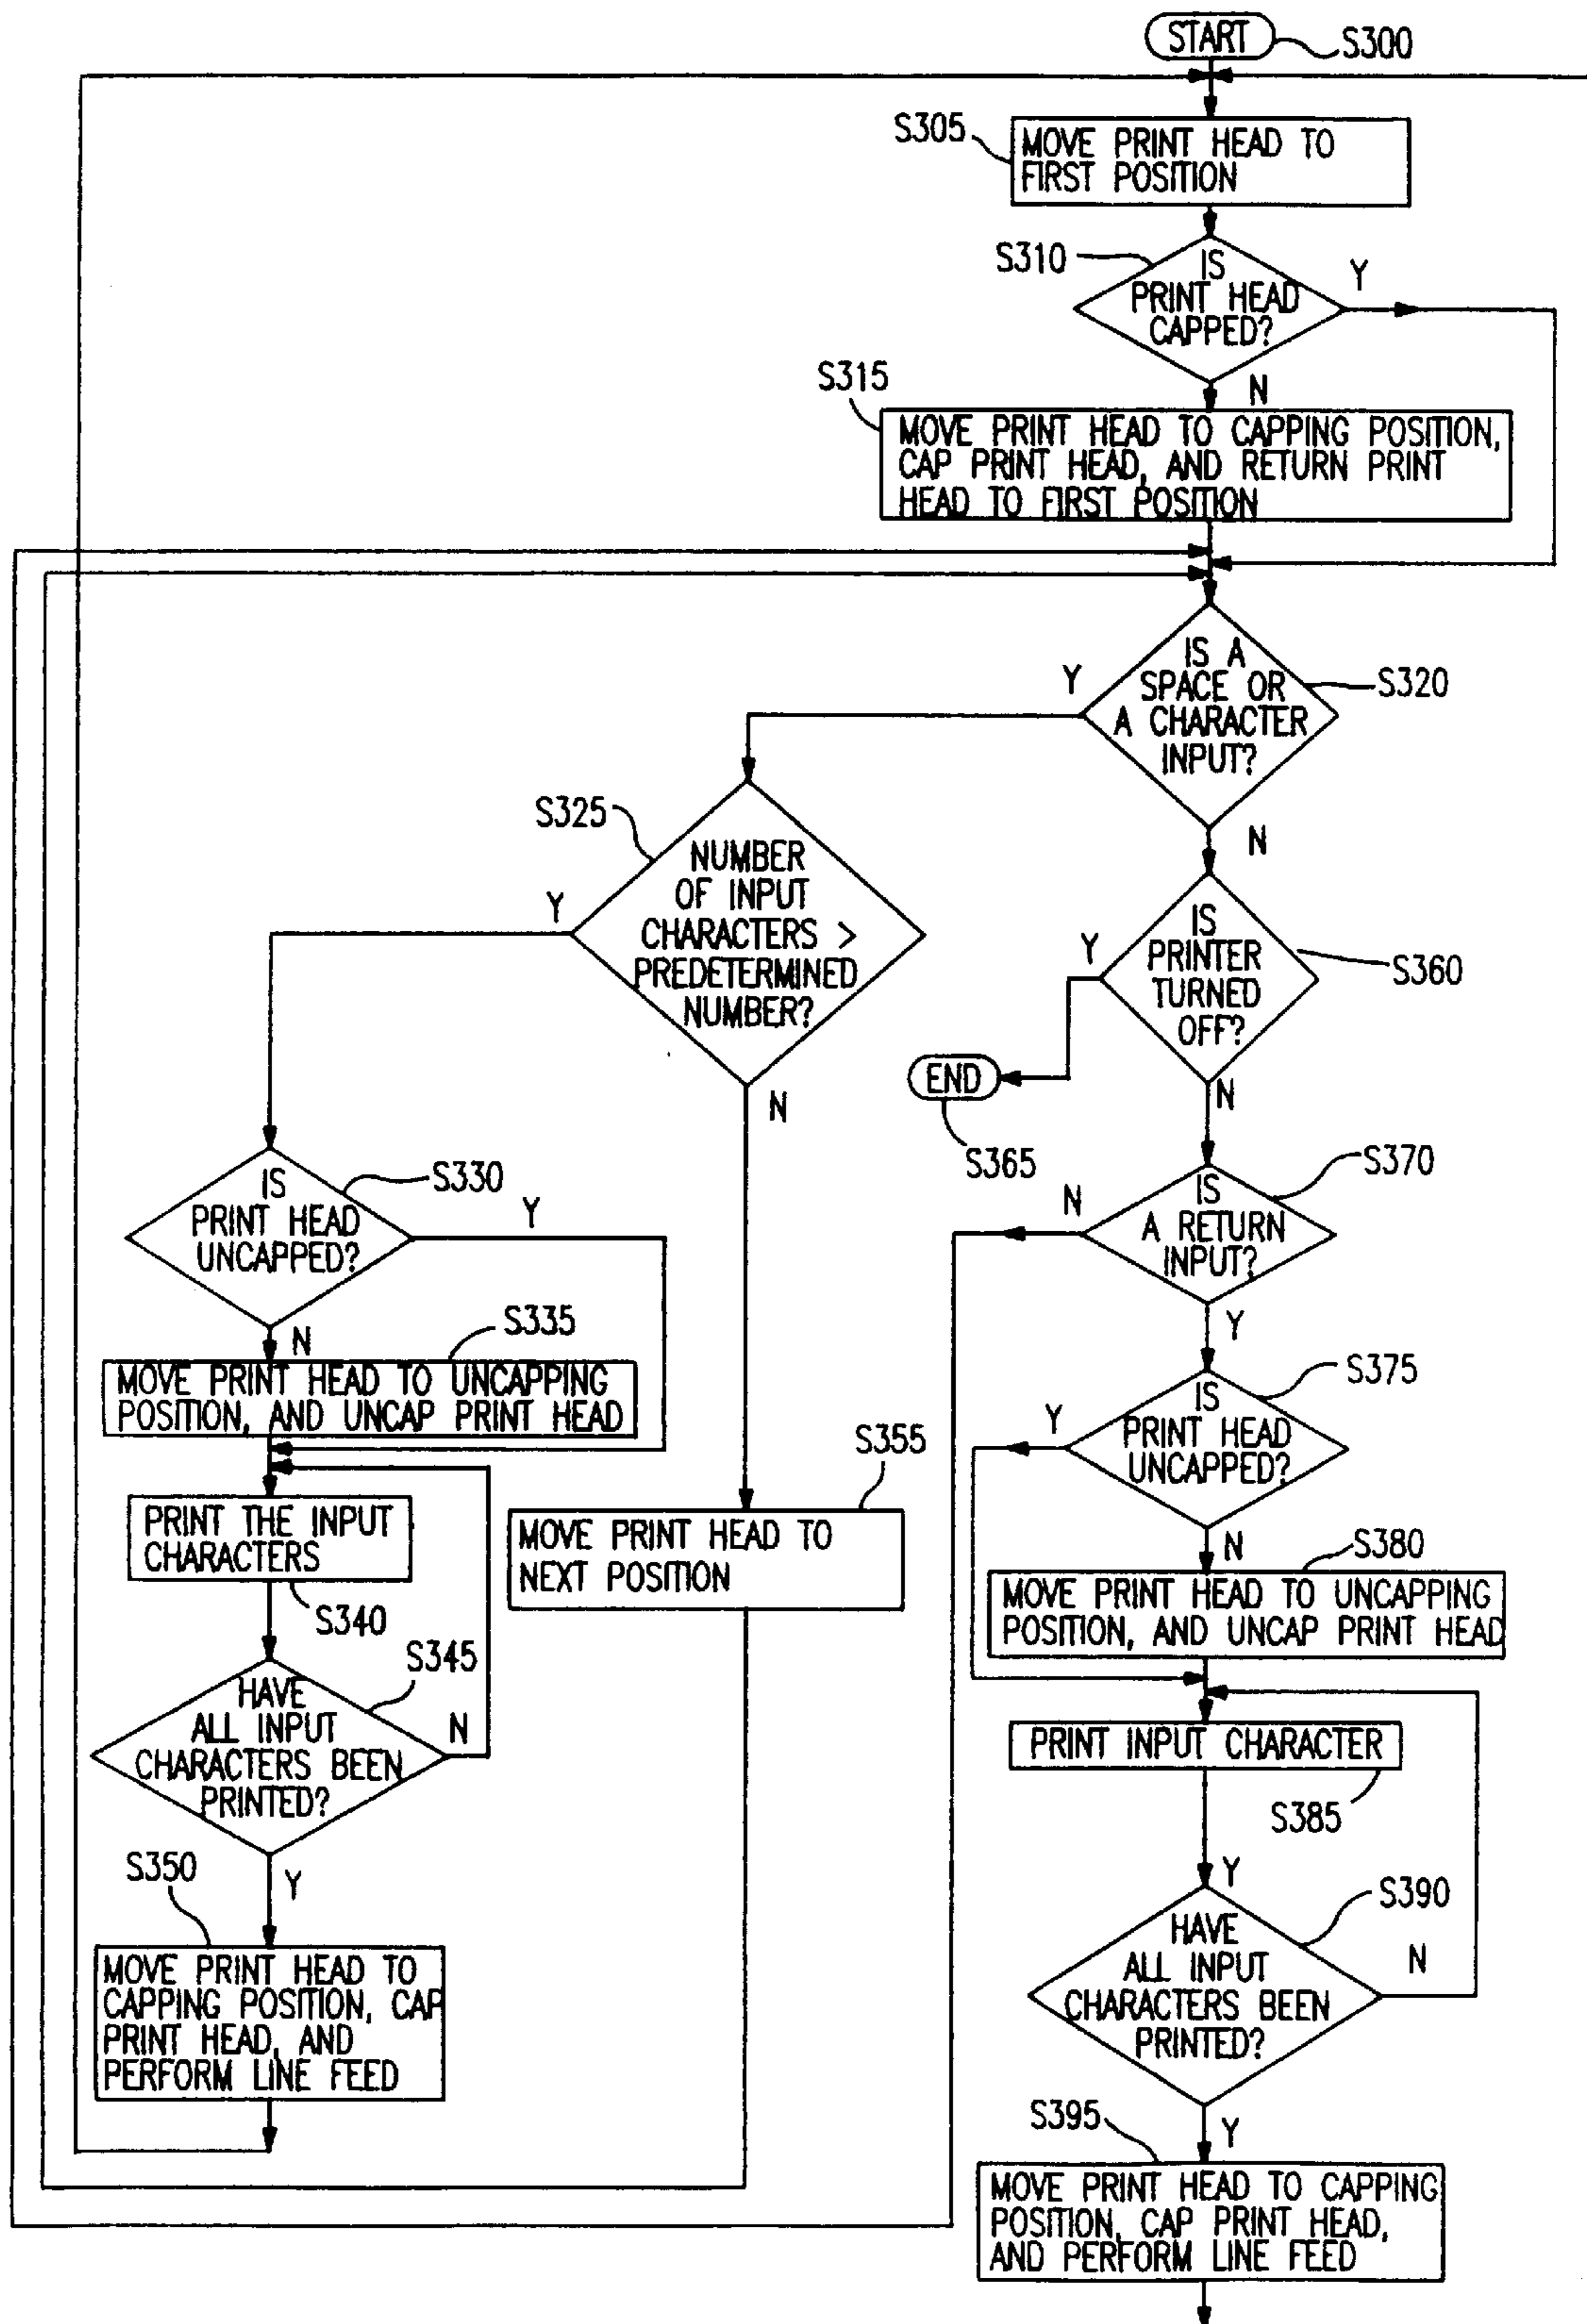 START
S300
S305
MOVE PRINT HEAD TO
FIRST POSITION
S310
IS
PRINT HEAD
CAPPED?
Y
N
S315
MOVE PRINT HEAD TO CAPPING POSITION,
CAP PRINT HEAD, AND RETURN PRINT
HEAD TO FIRST POSITION
IS A
SPACE OR
A CHARACTER
INPUT?
S320
Y
N
S325
NUMBER
OF INPUT
CHARACTERS >
PREDETERMINED
NUMBER?
Y
N
IS
PRINTER
TURNED
OFF?
S360
Y
N
END
S365
IS
PRINT HEAD
UNCAPPED?
S330
Y
N
S335
MOVE PRINT HEAD TO UNCAPPING
POSITION, AND UNCAP PRINT HEAD
PRINT THE INPUT
CHARACTERS
S340
HAVE
ALL INPUT
CHARACTERS BEEN
PRINTED?
S345
N
Y
S350
MOVE PRINT HEAD TO
CAPPING POSITION, CAP
PRINT HEAD, AND
PERFORM LINE FEED
S355
MOVE PRINT HEAD TO
NEXT POSITION
S370
IS
A RETURN
INPUT?
N
Y
S375
IS
PRINT HEAD
UNCAPPED?
Y
N
S380
MOVE PRINT HEAD TO UNCAPPING
POSITION, AND UNCAP PRINT HEAD
PRINT INPUT CHARACTER
S385
Y
S390
HAVE
ALL INPUT
CHARACTERS BEEN
PRINTED?
N
Y
S395
MOVE PRINT HEAD TO CAPPING
POSITION, CAP PRINT HEAD,
AND PERFORM LINE FEED